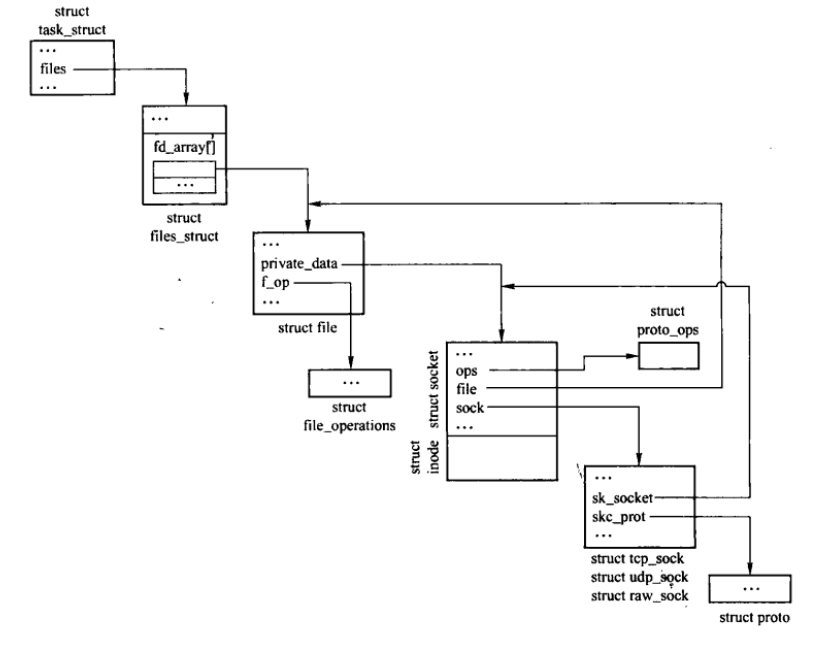 struct
task_struct
...
files
...
...
fd_array[]
...
struct
files_struct
...
private_data
f_op
...
struct file
...
struct
file_operations
struct
proto_ops
struct socket
...
ops
file
sock
...
struct
inode
...
sk_socket
skc_prot
...
struct tcp_sock
struct udp_sock
struct raw_sock
...
struct proto